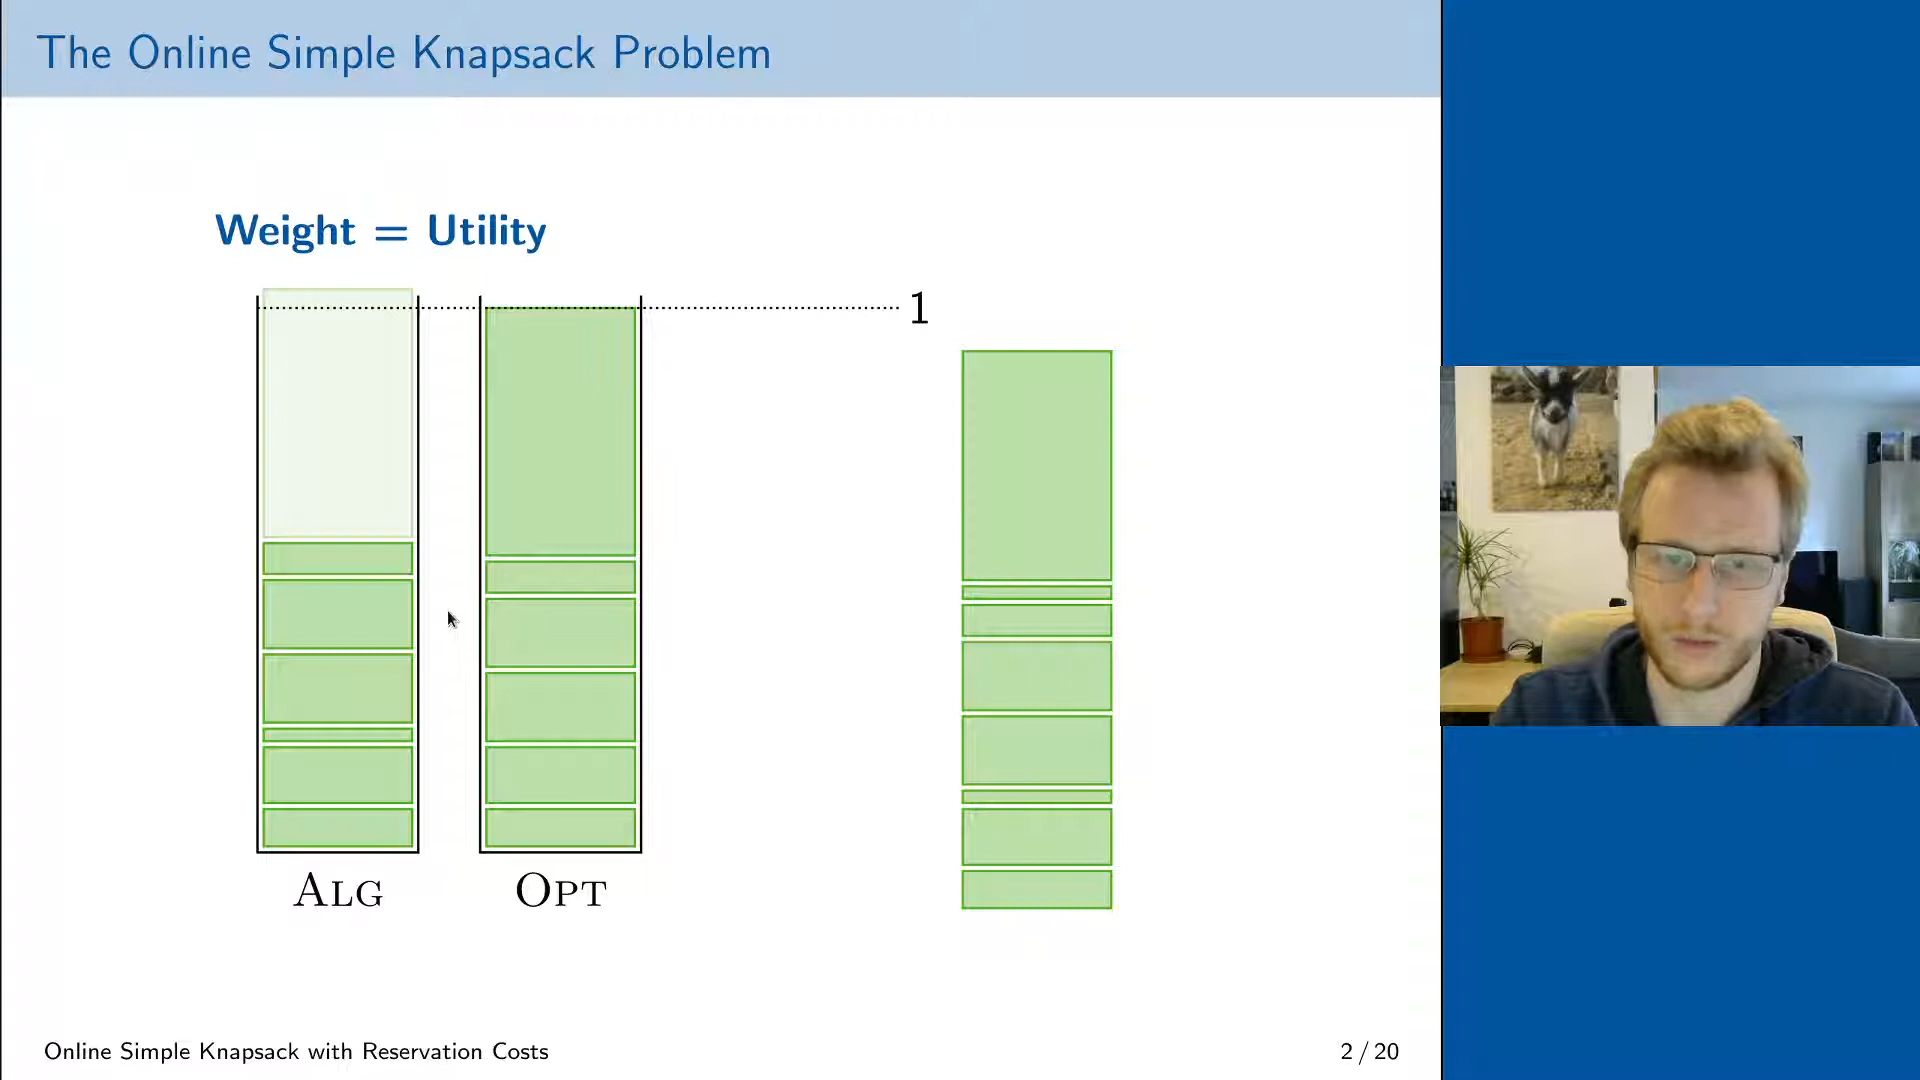 The Online Simple Knapsack Problem
Weight = Utility
1
ALG
OPT
Online Simple Knapsack with Reservation Costs
2 / 20